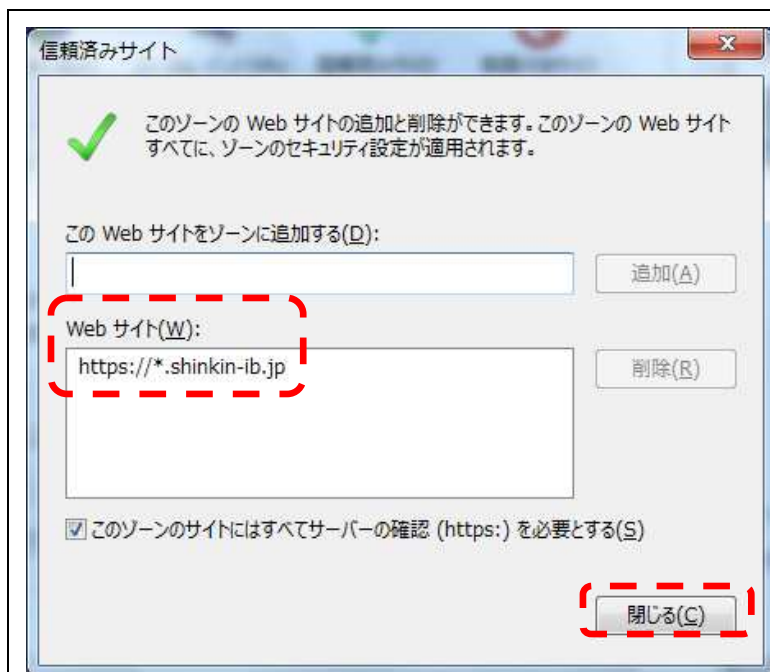 信頼済みサイト
このゾーンの Web サイトの追加と削除ができます。このゾーンの Web サイト
すべてに、ゾーンのセキュリティ設定が適用されます。
この Web サイトをゾーンに追加する(D):
追加(A)
Web サイト(W):
https://*.shinkin-ib.jp
削除(R)
このゾーンのサイトにはすべてサーバーの確認 (https:) を必要とする(S)
閉じる(C)